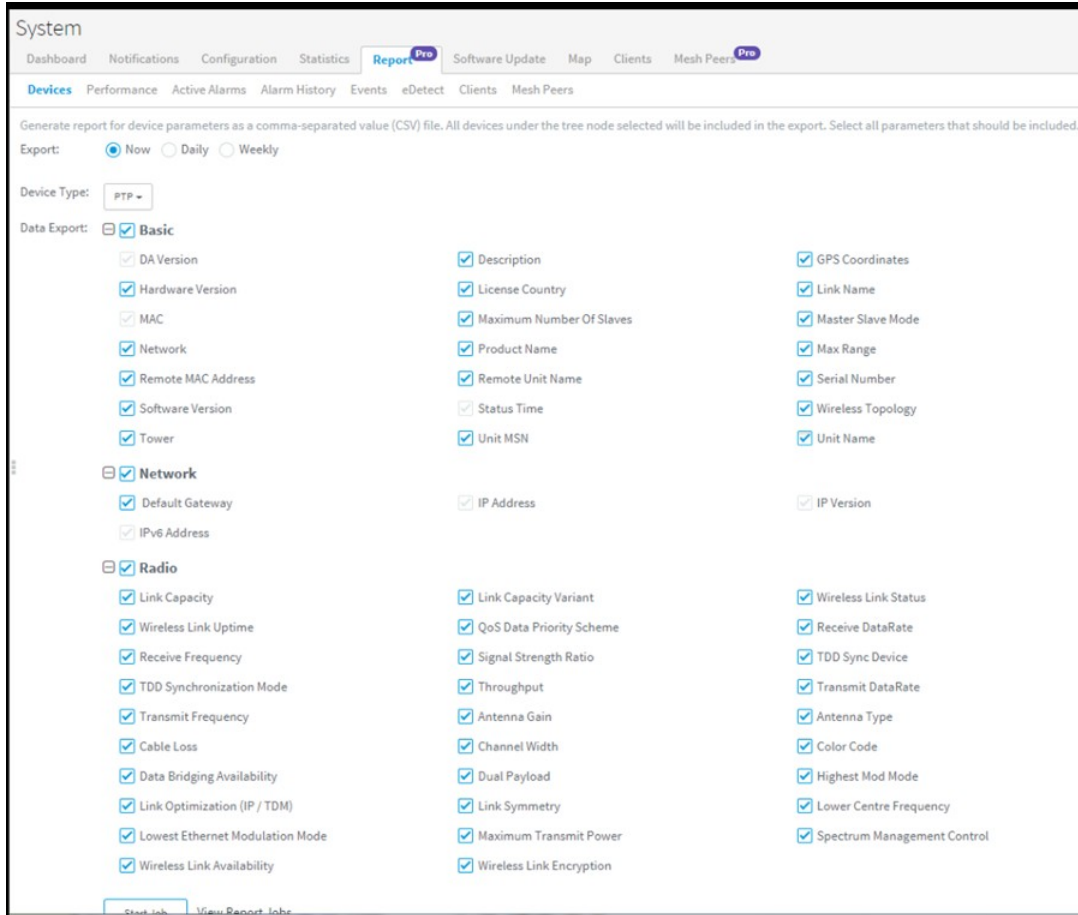 System
Dashboard Notifications Configuration Statistics Report Pro Software Update Map Clients Mesh Peers Pro
Devices Performance Active Alarms Alarm History Events eDetect Clients Mesh Peers
Generate report for device parameters as a comma-separated value (CSV) file. All devices under the tree node selected will be included in the export. Select all parameters that should be included.
Export: Now Daily Weekly
Device Type: PTP
Data Export: Basic
DA Version Description GPS Coordinates
Hardware Version License Country Link Name
MAC Maximum Number Of Slaves Master Slave Mode
Network Product Name Max Range
Remote MAC Address Remote Unit Name Serial Number
Software Version Status Time Wireless Topology
Tower Unit MSN Unit Name
Network
Default Gateway IP Address IP Version
IPv6 Address
Radio
Link Capacity Link Capacity Variant Wireless Link Status
Wireless Link Uptime QoS Data Priority Scheme Receive DataRate
Receive Frequency Signal Strength Ratio TDD Sync Device
TDD Synchronization Mode Throughput Transmit DataRate
Transmit Frequency Antenna Gain Antenna Type
Cable Loss Channel Width Color Code
Data Bridging Availability Dual Payload Highest Mod Mode
Link Optimization (IP / TDM) Link Symmetry Lower Centre Frequency
Lowest Ethernet Modulation Mode Maximum Transmit Power Spectrum Management Control
Wireless Link Availability Wireless Link Encryption
Start Job View Report Jobs